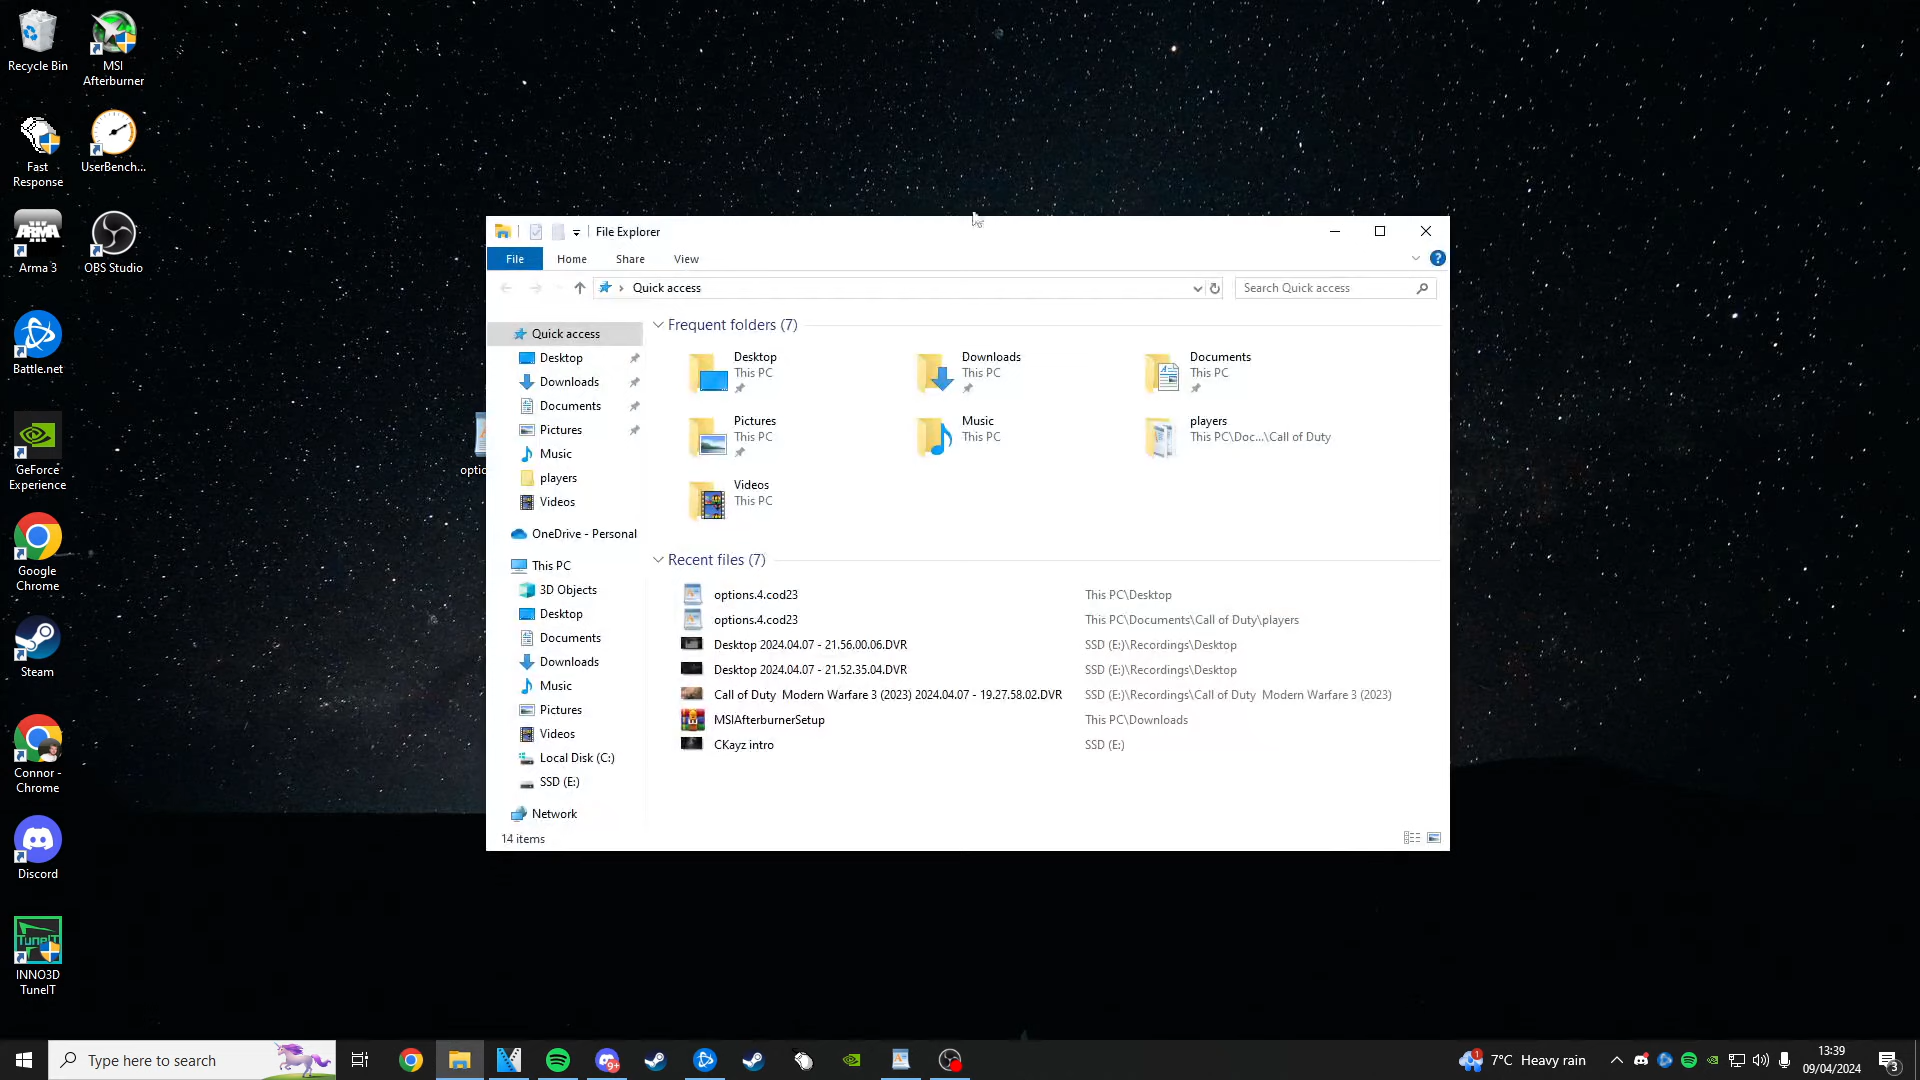 Recycle Bin
MSI
Afterburner
Fast
Response
UserBench...
Arma 3
OBS Studio
Battle.net
GeForce
Experience
Google
Chrome
Steam
Connor -
Chrome
Discord
INNO3D
TuneIT
ARMA
TuneIT
optio
File Explorer
File
Home
Share
View
?
Quick access
Search Quick access
Quick access
Desktop
Downloads
Documents
Pictures
Music
players
Videos
OneDrive - Personal
This PC
3D Objects
Desktop
Documents
Downloads
Music
Pictures
Videos
Local Disk (C:)
SSD (E:)
Network
Frequent folders (7)
Desktop
This PC
Downloads
This PC
Documents
This PC
Pictures
This PC
Music
This PC
players
This PC\Doc...\Call of Duty
Videos
This PC
Recent files (7)
options.4.cod23 This PC\Desktop
options.4.cod23 This PC\Documents\Call of Duty\players
Desktop 2024.04.07 - 21.56.00.06.DVR SSD (E:)\Recordings\Desktop
Desktop 2024.04.07 - 21.52.35.04.DVR SSD (E:)\Recordings\Desktop
Call of Duty  Modern Warfare 3 (2023) 2024.04.07 - 19.27.58.02.DVR SSD (E:)\Recordings\Call of Duty  Modern Warfare 3 (2023)
MSIAfterburnerSetup This PC\Downloads
CKayz intro SSD (E:)
14 items
Type here to search
9+
1
7°C Heavy rain
13:39
09/04/2024
3